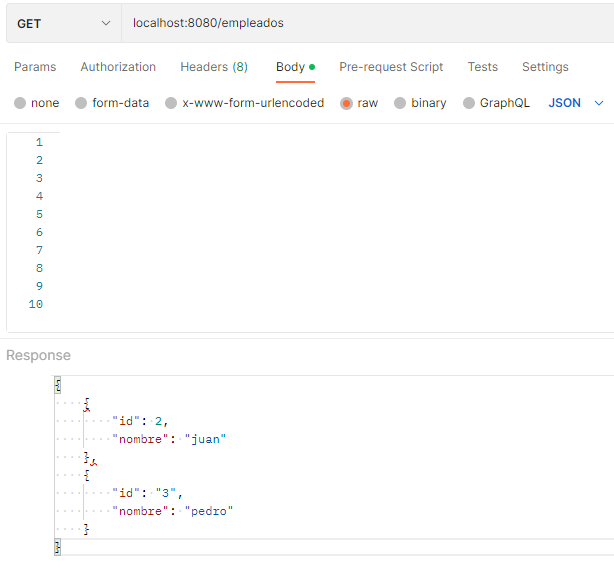 GET localhost:8080/empleados
Params Authorization Headers (8) Body Pre-request Script Tests Settings
none form-data x-www-form-urlencoded raw binary GraphQL JSON
1
2
3
4
5
6
7
8
9
10
Response
{
{
"id": 2,
"nombre": "juan"
},
{
"id": "3",
"nombre": "pedro"
}
}